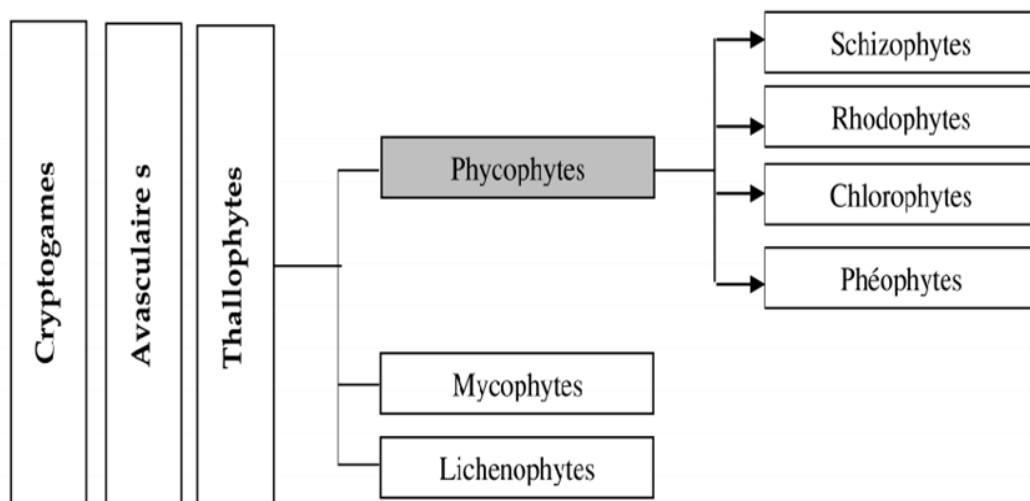 Cryptogames
Avasculaire s
Thallophytes
Phycophytes
Mycophytes
Lichenophytes
Schizophytes
Rhodophytes
Chlorophytes
Phéophytes